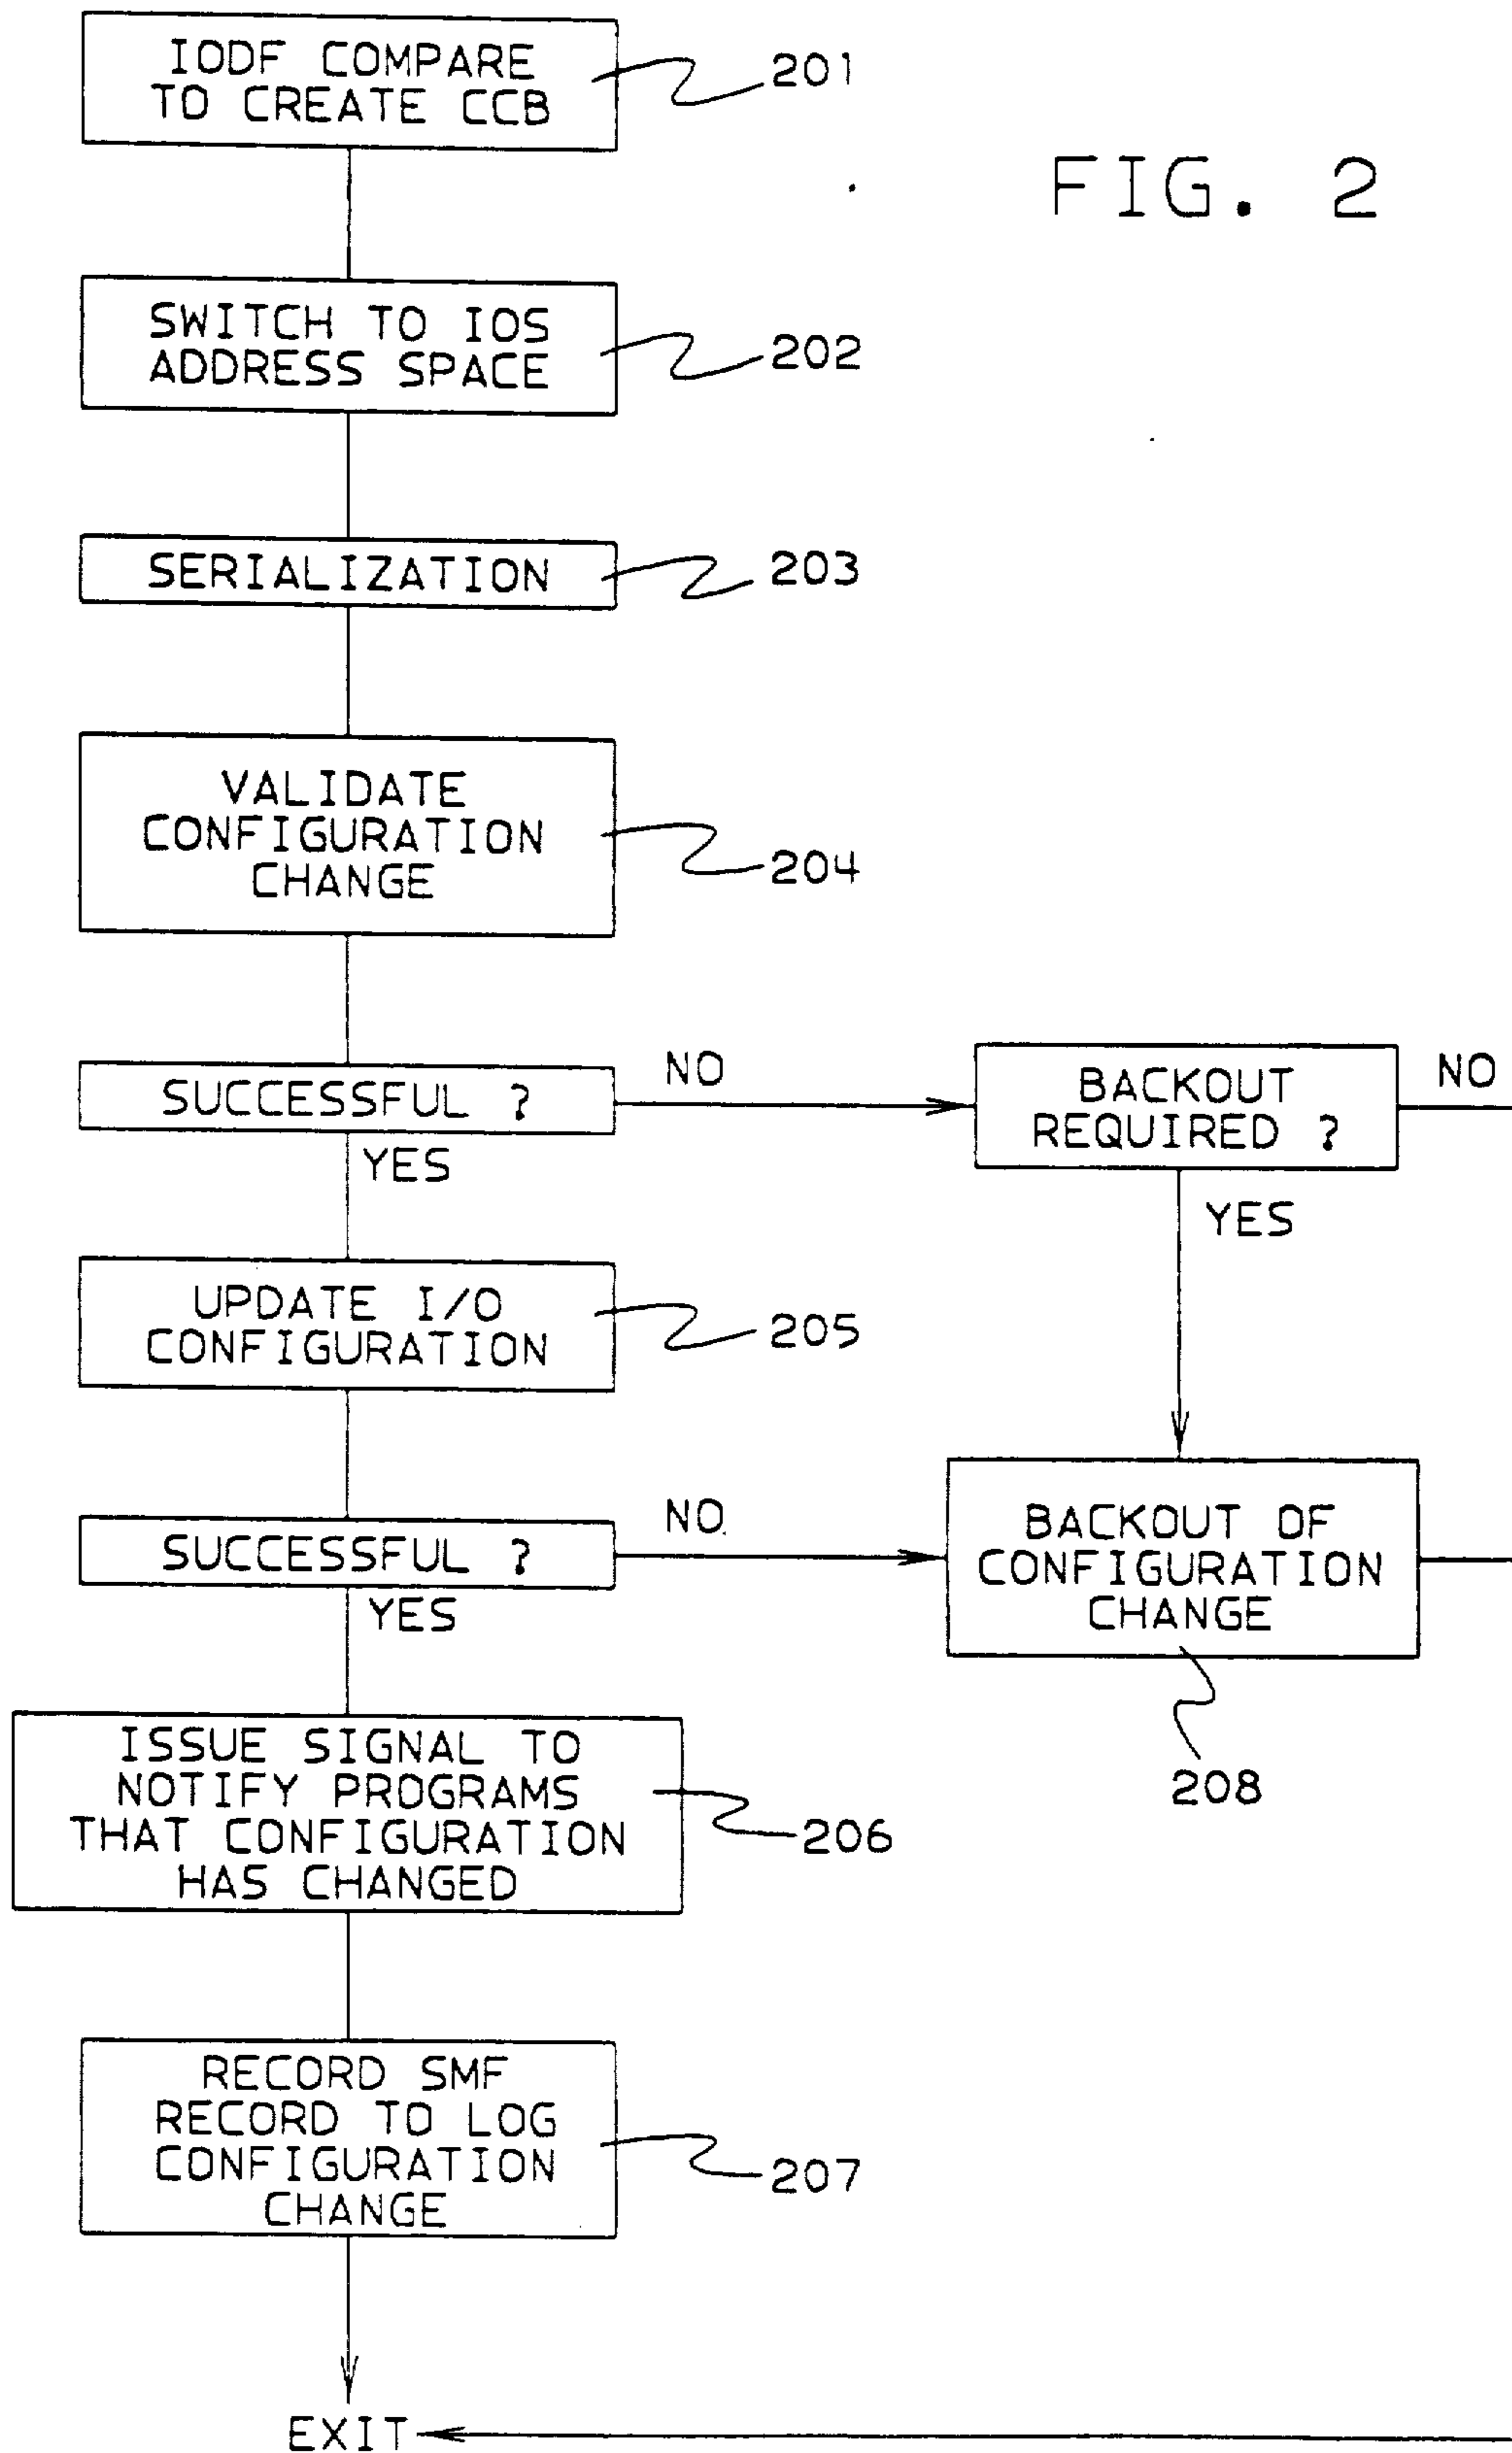 IODF COMPARE
TO CREATE CCB
201
FIG. 2
SWITCH TO IOS
ADDRESS SPACE
202
SERIALIZATION
203
VALIDATE
CONFIGURATION
CHANGE
204
SUCCESSFUL ?
NO
YES
BACKOUT
REQUIRED ?
NO
YES
UPDATE I/O
CONFIGURATION
205
SUCCESSFUL ?
NO
YES
BACKOUT OF
CONFIGURATION
CHANGE
208
ISSUE SIGNAL TO
NOTIFY PROGRAMS
THAT CONFIGURATION
HAS CHANGED
206
RECORD SMF
RECORD TO LOG
CONFIGURATION
CHANGE
207
EXIT